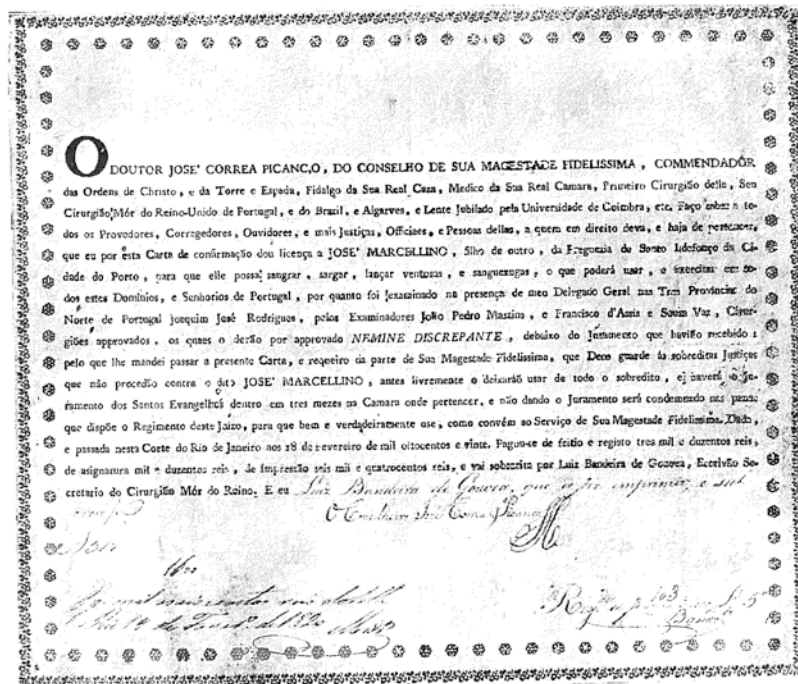 O DOUTOR JOSE' CORREA PICANC,O, DO CONSELHO DE SUA MAGESTADE FIDELISSIMA, COMMENDADOR
das Ordens de Christo, e da Torre e Espada, Fidalgo da Sua Real Caza, Medico da Sua Real Camara, Primeiro Cirurgião della, Seu
Cirurgião Mór do Reino-Unido de Portugal, e do Brazil, e Algarves, e Lente Jubilado pela Universidade de Coimbra, etc. Faço saber a to-
dos os Provedores, Corregedores, Ouvidores, e mais Justiças, Officiaes, e Pessoas dellas, a quem em direito deva, e haja de pertencer,
que eu por esta Carta de confirmação dou licença a JOSE' MARCELLINO, filho de outro, da Freguezia de Santo Ildefonço da Ci-
dade do Porto, para que elle possa sangrar, sarjar, lançar ventosas, e sanguexugas, o que poderá usar, e exercitar em to-
dos estes Dominios, e Senhorios de Portugal, por quanto foi examinado na presença de meu Delegado Geral nas Tres Provincias do
Norte de Portugal Joaquim José Rodrigues, pelos Examinadores João Pedro Martins, e Francisco d'Assis e Souza Vaz, Cirur-
giões approvados, os quaes o derão por approvado NEMINE DISCREPANTE, debaixo do Juramento que havião recebido;
pelo que lhe mandei passar a presente Carta, e requeiro da parte de Sua Magestade Fidelissima, que Deos guarde ás sobreditas Justiças
que não procedão contra o dito JOSE' MARCELLINO, antes livremente o deixarão usar de todo o sobredito, e haverá o Ju-
ramento dos Santos Evangelhos dentro em tres mezes na Camara onde pertencer, e não dando o Juramento será condemnado nas penas
que dispõe o Regimento deste Juizo, para que bem e verdadeiramente use, como convém ao Serviço de Sua Magestade Fidelissima. Dada,
e passada nesta Corte do Rio de Janeiro aos 18 de Fevereiro de mil oitocentos e vinte. Pagou-se de feitio e registo tres mil e duzentos reis,
de asignatura mil e duzentos reis, de impressão seis mil e quatrocentos reis, e vai sobscrita por Luiz Bandeira de Gouvea, Escrivão Se-
cretario do Cirurgião Mór do Reino. E eu Luiz Bandeira de Gouvea, que a fiz imprimir, e sub
O Conselheiro José Correa Picanço
1600
de 1820